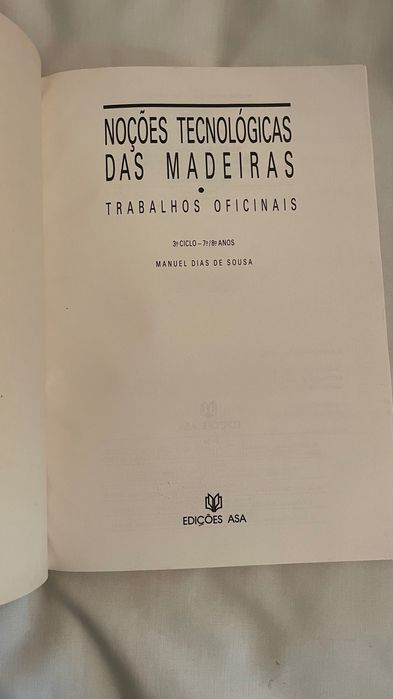 NOÇÕES TECNOLÓGICAS
DAS MADEIRAS
•
TRABALHOS OFICINAIS
3º CICLO – 7º/8º ANOS
MANUEL DIAS DE SOUSA
EDIÇÕES ASA